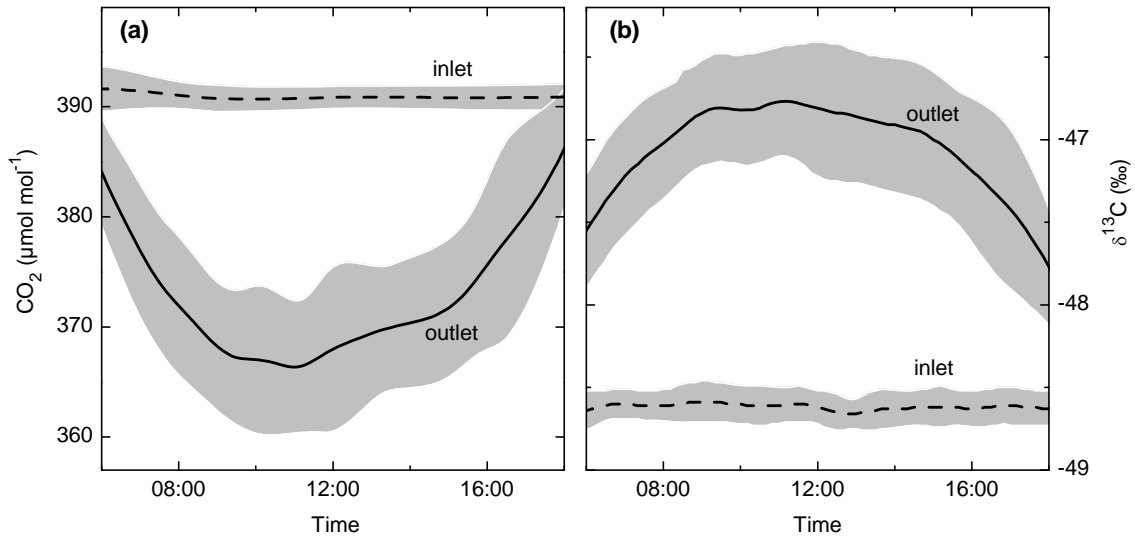 (a)
inlet
outlet
390
380
370
360
CO₂ (µmol mol⁻¹)
08:00 12:00 16:00
Time
(b)
outlet
inlet
-47
-48
-49
δ¹³C (‰)
08:00 12:00 16:00
Time